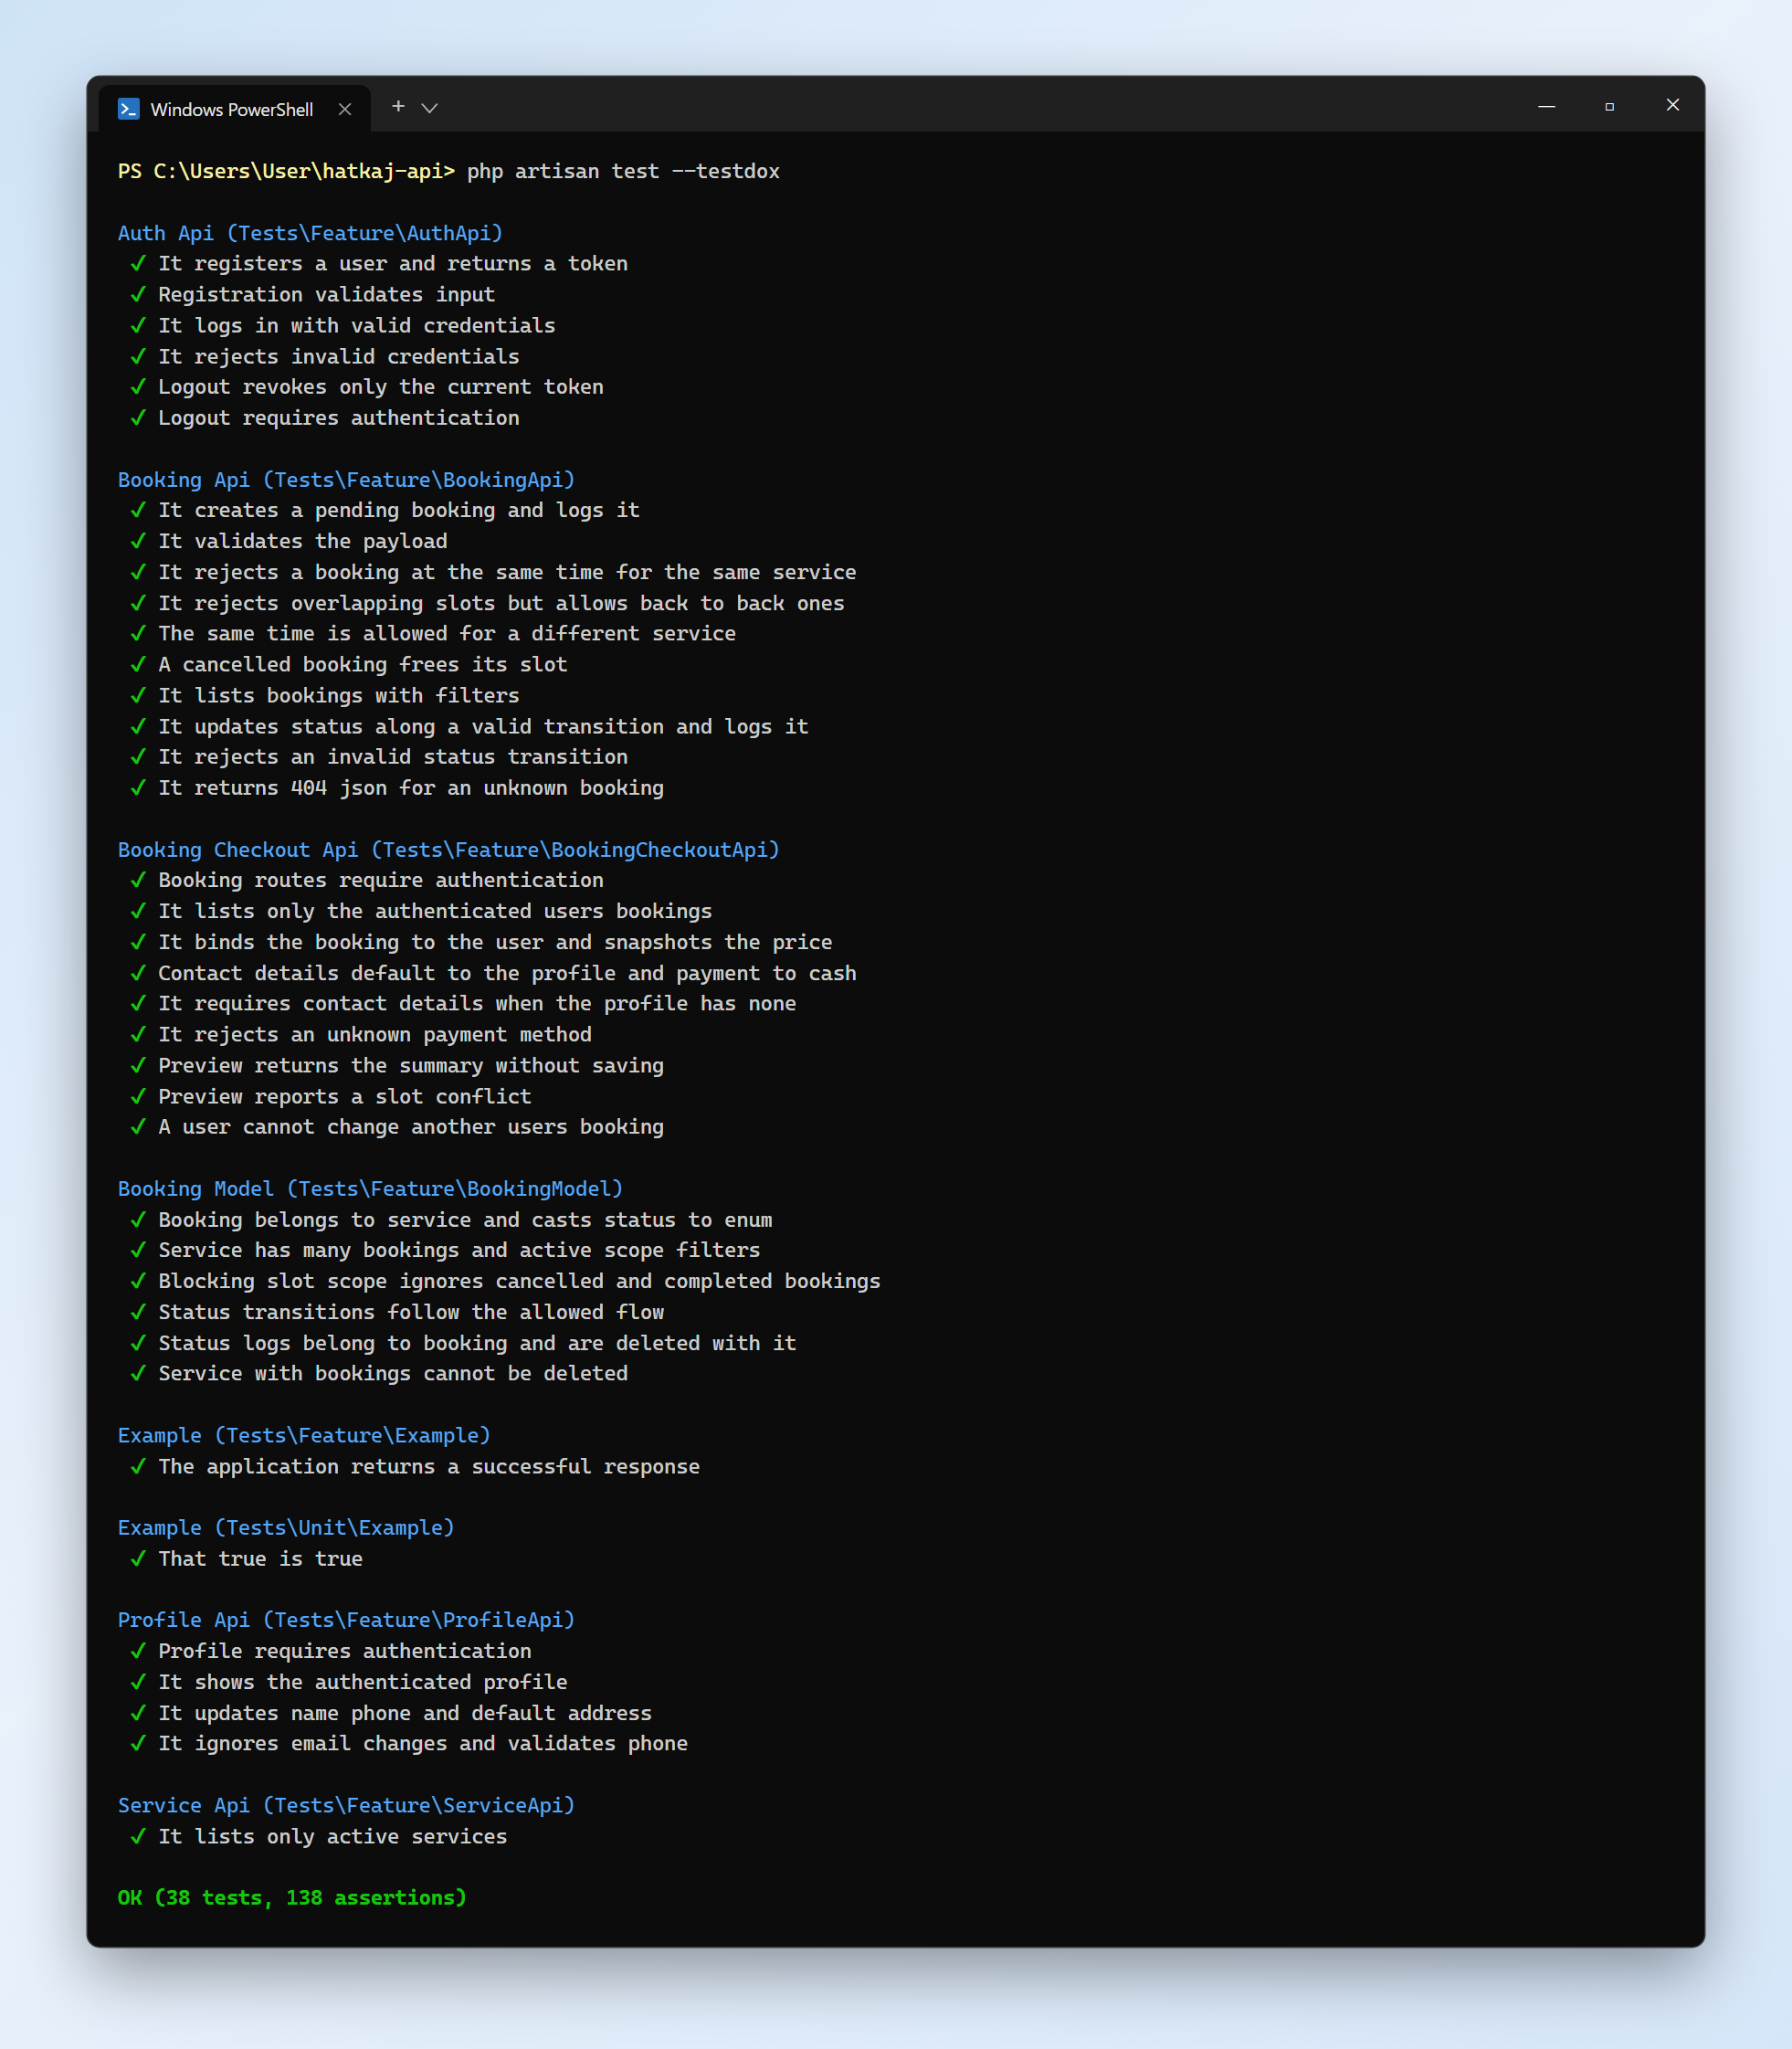 Windows PowerShell
PS C:\Users\User\hatkaj-api> php artisan test --testdox
Auth Api (Tests\Feature\AuthApi)
✓ It registers a user and returns a token
✓ Registration validates input
✓ It logs in with valid credentials
✓ It rejects invalid credentials
✓ Logout revokes only the current token
✓ Logout requires authentication
Booking Api (Tests\Feature\BookingApi)
✓ It creates a pending booking and logs it
✓ It validates the payload
✓ It rejects a booking at the same time for the same service
✓ It rejects overlapping slots but allows back to back ones
✓ The same time is allowed for a different service
✓ A cancelled booking frees its slot
✓ It lists bookings with filters
✓ It updates status along a valid transition and logs it
✓ It rejects an invalid status transition
✓ It returns 404 json for an unknown booking
Booking Checkout Api (Tests\Feature\BookingCheckoutApi)
✓ Booking routes require authentication
✓ It lists only the authenticated users bookings
✓ It binds the booking to the user and snapshots the price
✓ Contact details default to the profile and payment to cash
✓ It requires contact details when the profile has none
✓ It rejects an unknown payment method
✓ Preview returns the summary without saving
✓ Preview reports a slot conflict
✓ A user cannot change another users booking
Booking Model (Tests\Feature\BookingModel)
✓ Booking belongs to service and casts status to enum
✓ Service has many bookings and active scope filters
✓ Blocking slot scope ignores cancelled and completed bookings
✓ Status transitions follow the allowed flow
✓ Status logs belong to booking and are deleted with it
✓ Service with bookings cannot be deleted
Example (Tests\Feature\Example)
✓ The application returns a successful response
Example (Tests\Unit\Example)
✓ That true is true
Profile Api (Tests\Feature\ProfileApi)
✓ Profile requires authentication
✓ It shows the authenticated profile
✓ It updates name phone and default address
✓ It ignores email changes and validates phone
Service Api (Tests\Feature\ServiceApi)
✓ It lists only active services
OK (38 tests, 138 assertions)